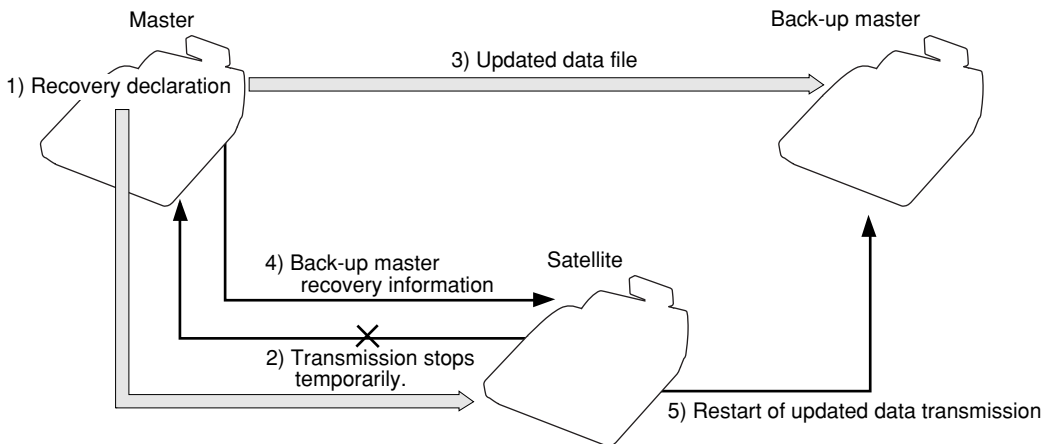 Master
Back-up master
1) Recovery declaration
3) Updated data file
4) Back-up master
recovery information
Satellite
2) Transmission stops
temporarily.
5) Restart of updated data transmission